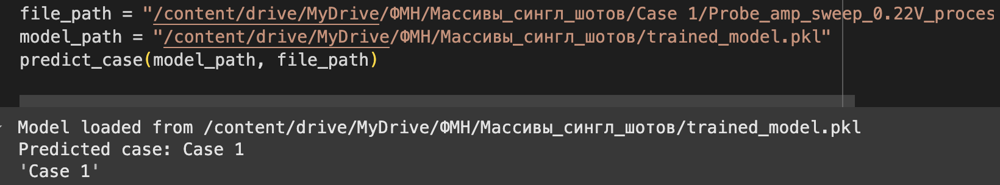 file_path = "/content/drive/MyDrive/ФМН/Массивы_сингл_шотов/Case 1/Probe_amp_sweep_0.22V_proces
model_path = "/content/drive/MyDrive/ФМН/Массивы_сингл_шотов/trained_model.pkl"
predict_case(model_path, file_path)
Model loaded from /content/drive/MyDrive/ФМН/Массивы_сингл_шотов/trained_model.pkl
Predicted case: Case 1
'Case 1'